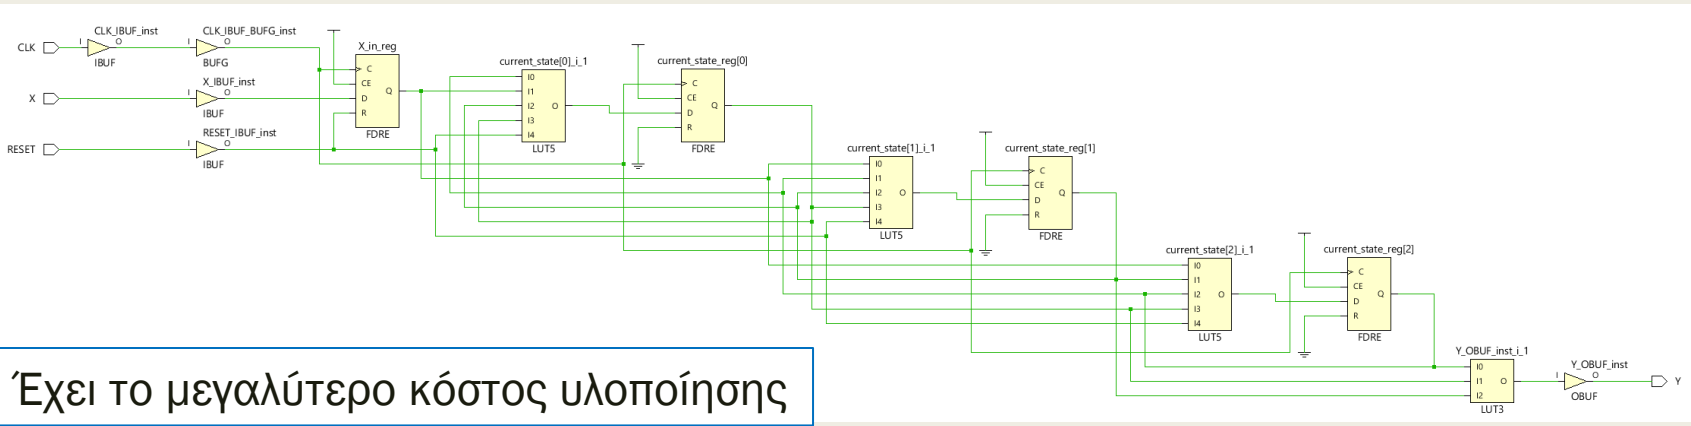 CLK
I
CLK_IBUF_inst
O
IBUF
I
CLK_IBUF_BUFG_inst
O
BUFG
X
I
X_IBUF_inst
O
IBUF
RESET
I
RESET_IBUF_inst
O
IBUF
X_in_reg
C
CE
D
R
Q
FDRE
current_state[0]_i_1
I0
I1
I2
I3
I4
O
LUT5
current_state_reg[0]
C
CE
D
R
Q
FDRE
current_state[1]_i_1
I0
I1
I2
I3
I4
O
LUT5
current_state_reg[1]
C
CE
D
R
Q
FDRE
current_state[2]_i_1
I0
I1
I2
I3
I4
O
LUT5
current_state_reg[2]
C
CE
D
R
Q
FDRE
Y_OBUF_inst_i_1
I0
I1
I2
O
LUT3
Y_OBUF_inst
I
O
OBUF
Y
Έχει το μεγαλύτερο κόστος υλοποίησης